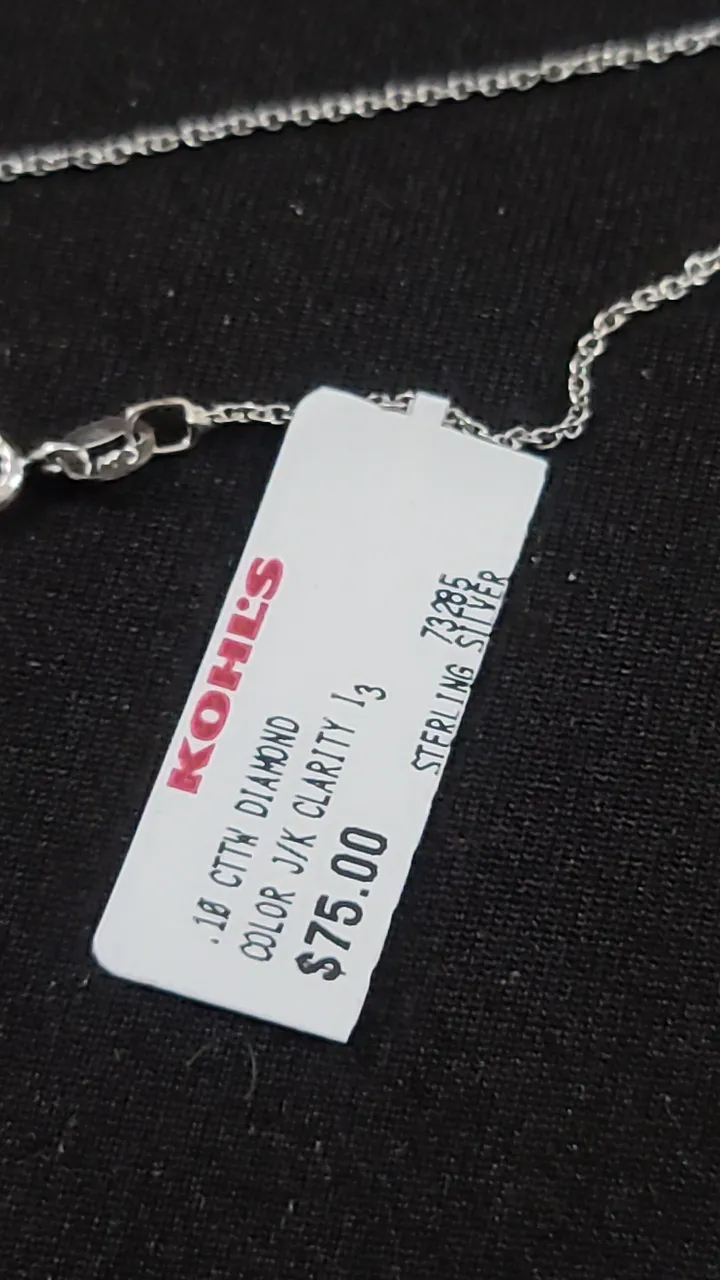 KOHL'S
.10 CTTW DIAMOND
COLOR J/K CLARITY I3
$75.00
73285
STERLING SILVER